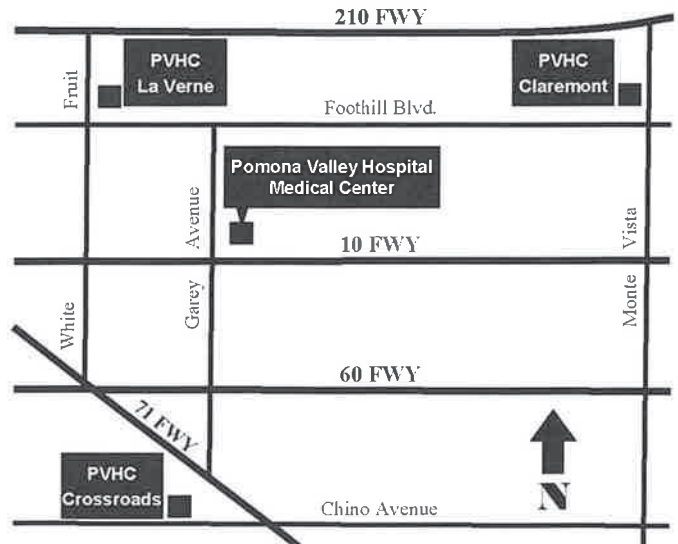 210 FWY
PVHC
La Verne
PVHC
Claremont
Fruit
Foothill Blvd.
Pomona Valley Hospital
Medical Center
Avenue
Vista
10 FWY
Garey
Monte
White
60 FWY
71 FWY
PVHC
Crossroads
N
Chino Avenue